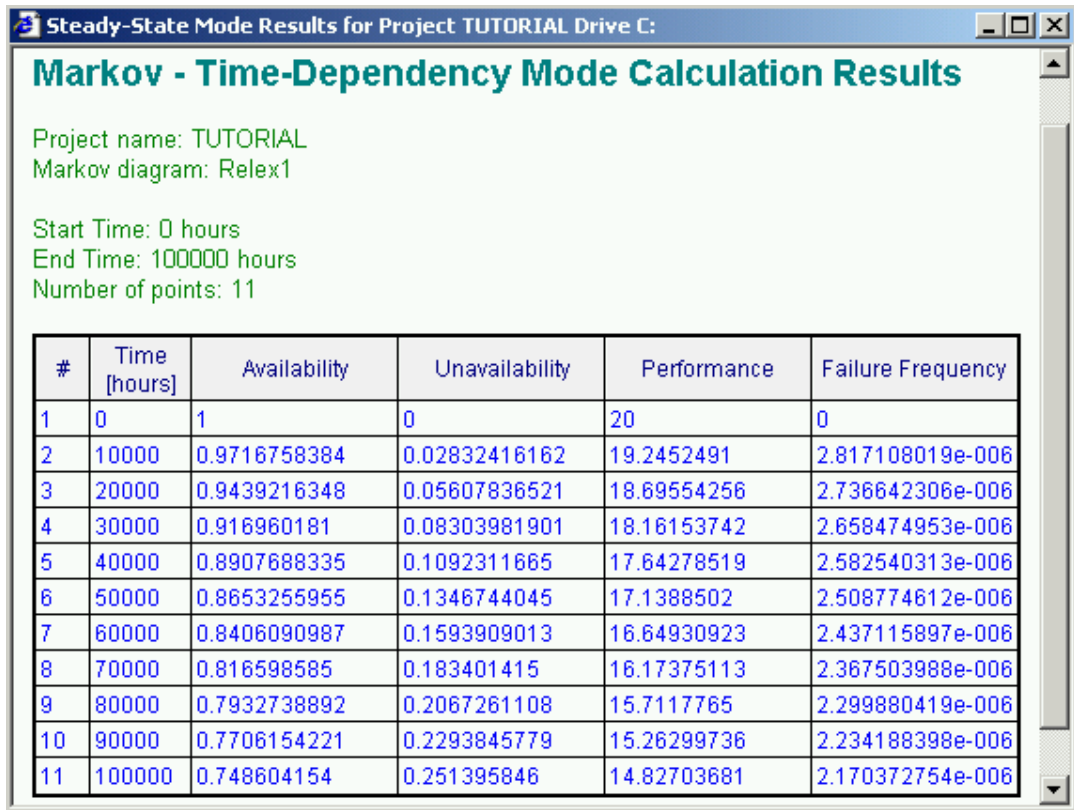 Steady-State Mode Results for Project TUTORIAL Drive C:
Markov - Time-Dependency Mode Calculation Results
Project name: TUTORIAL
Markov diagram: Relex1
Start Time: 0 hours
End Time: 100000 hours
Number of points: 11
# Time [hours] Availability Unavailability Performance Failure Frequency
1 0 1 0 20 0
2 10000 0.9716758384 0.02832416162 19.2452491 2.817108019e-006
3 20000 0.9439216348 0.05607836521 18.69554256 2.736642306e-006
4 30000 0.916960181 0.08303981901 18.16153742 2.658474953e-006
5 40000 0.8907688335 0.1092311665 17.64278519 2.582540313e-006
6 50000 0.8653255955 0.1346744045 17.1388502 2.508774612e-006
7 60000 0.8406090987 0.1593909013 16.64930923 2.437115897e-006
8 70000 0.816598585 0.183401415 16.17375113 2.367503988e-006
9 80000 0.7932738892 0.2067261108 15.7117765 2.299880419e-006
10 90000 0.7706154221 0.2293845779 15.26299736 2.234188398e-006
11 100000 0.748604154 0.251395846 14.82703681 2.170372754e-006